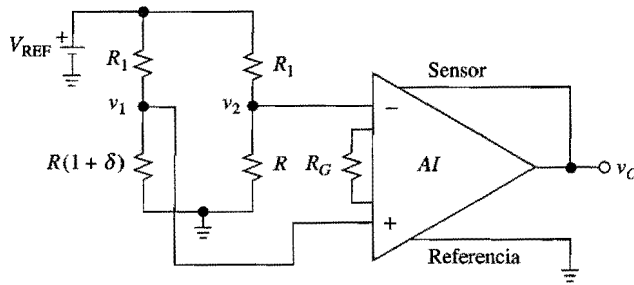 Sensor
V_REF
+
R_1
R_1
v_1
v_2
−
R(1 + δ)
R
R_G
AI
v_O
+
Referencia